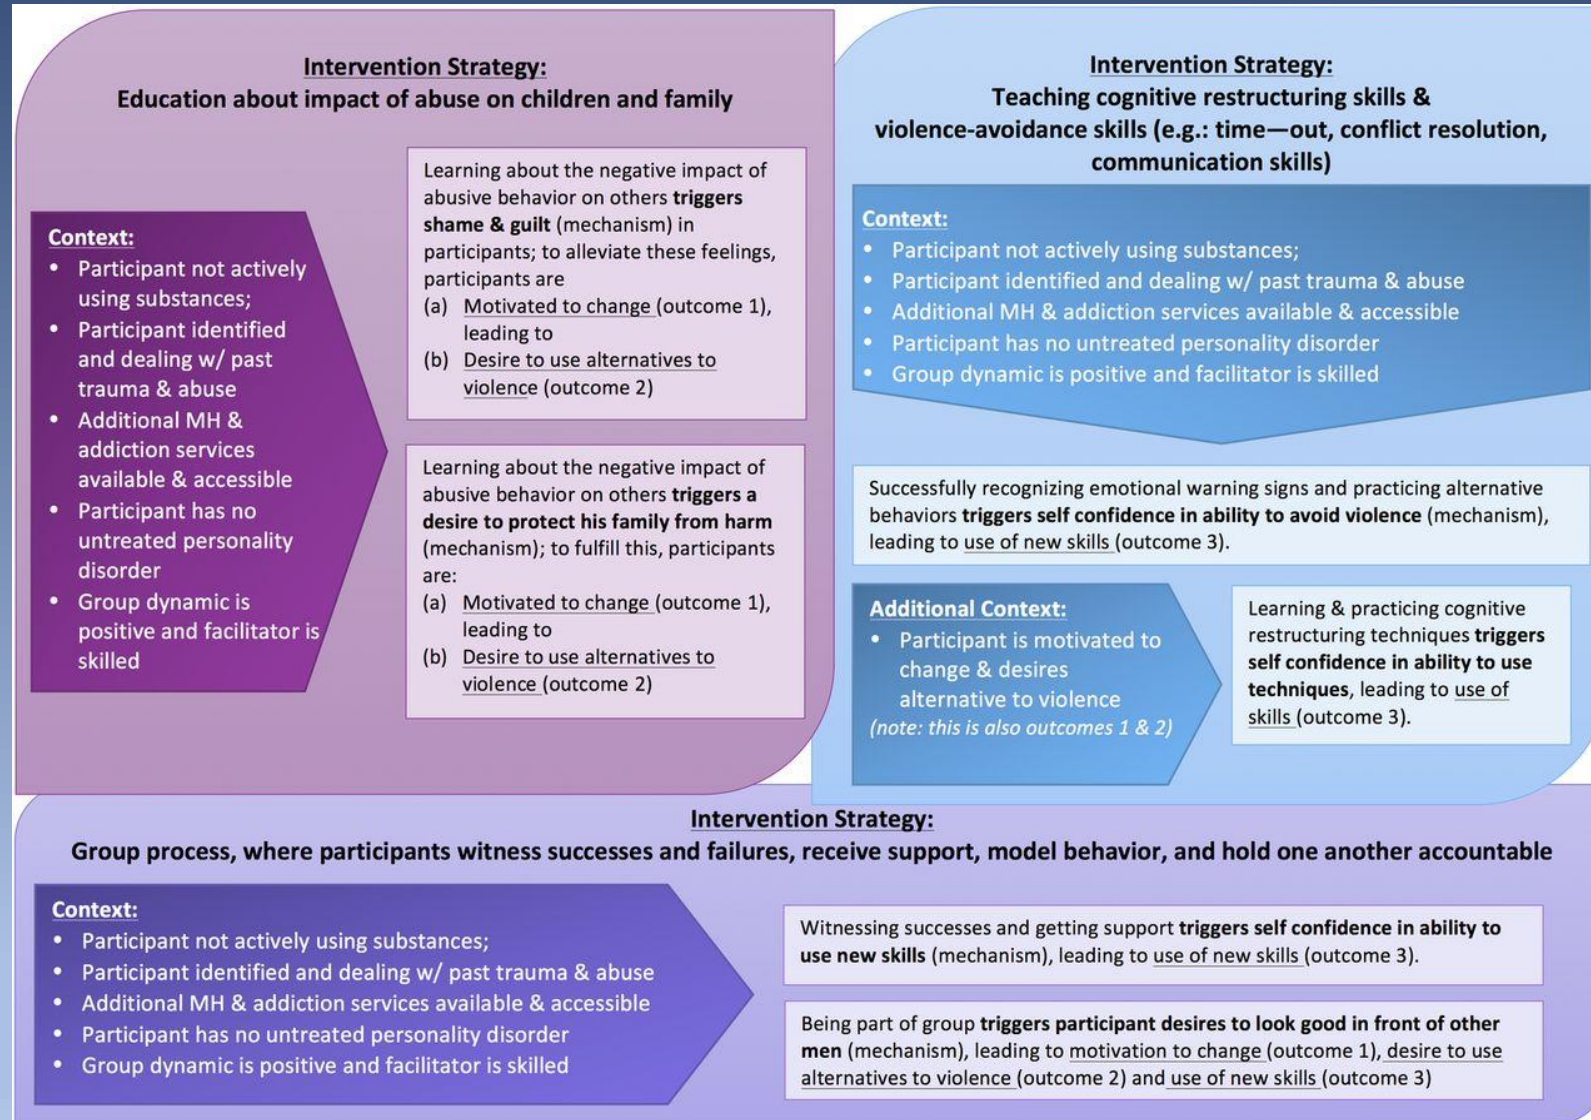 Intervention Strategy:
Education about impact of abuse on children and family
Context:
• Participant not actively
using substances;
• Participant identified
and dealing w/ past
trauma & abuse
• Additional MH &
addiction services
available & accessible
• Participant has no
untreated personality
disorder
• Group dynamic is
positive and facilitator is
skilled
Learning about the negative impact of
abusive behavior on others triggers
shame & guilt (mechanism) in
participants; to alleviate these feelings,
participants are
(a) Motivated to change (outcome 1),
leading to
(b) Desire to use alternatives to
violence (outcome 2)
Learning about the negative impact of
abusive behavior on others triggers a
desire to protect his family from harm
(mechanism); to fulfill this, participants
are:
(a) Motivated to change (outcome 1),
leading to
(b) Desire to use alternatives to
violence (outcome 2)
Intervention Strategy:
Teaching cognitive restructuring skills &
violence-avoidance skills (e.g.: time—out, conflict resolution,
communication skills)
Context:
• Participant not actively using substances;
• Participant identified and dealing w/ past trauma & abuse
• Additional MH & addiction services available & accessible
• Participant has no untreated personality disorder
• Group dynamic is positive and facilitator is skilled
Successfully recognizing emotional warning signs and practicing alternative
behaviors triggers self confidence in ability to avoid violence (mechanism),
leading to use of new skills (outcome 3).
Additional Context:
• Participant is motivated to
change & desires
alternative to violence
(note: this is also outcomes 1 & 2)
Learning & practicing cognitive
restructuring techniques triggers
self confidence in ability to use
techniques, leading to use of
skills (outcome 3).
Intervention Strategy:
Group process, where participants witness successes and failures, receive support, model behavior, and hold one another accountable
Context:
• Participant not actively using substances;
• Participant identified and dealing w/ past trauma & abuse
• Additional MH & addiction services available & accessible
• Participant has no untreated personality disorder
• Group dynamic is positive and facilitator is skilled
Witnessing successes and getting support triggers self confidence in ability to
use new skills (mechanism), leading to use of new skills (outcome 3).
Being part of group triggers participant desires to look good in front of other
men (mechanism), leading to motivation to change (outcome 1), desire to use
alternatives to violence (outcome 2) and use of new skills (outcome 3)